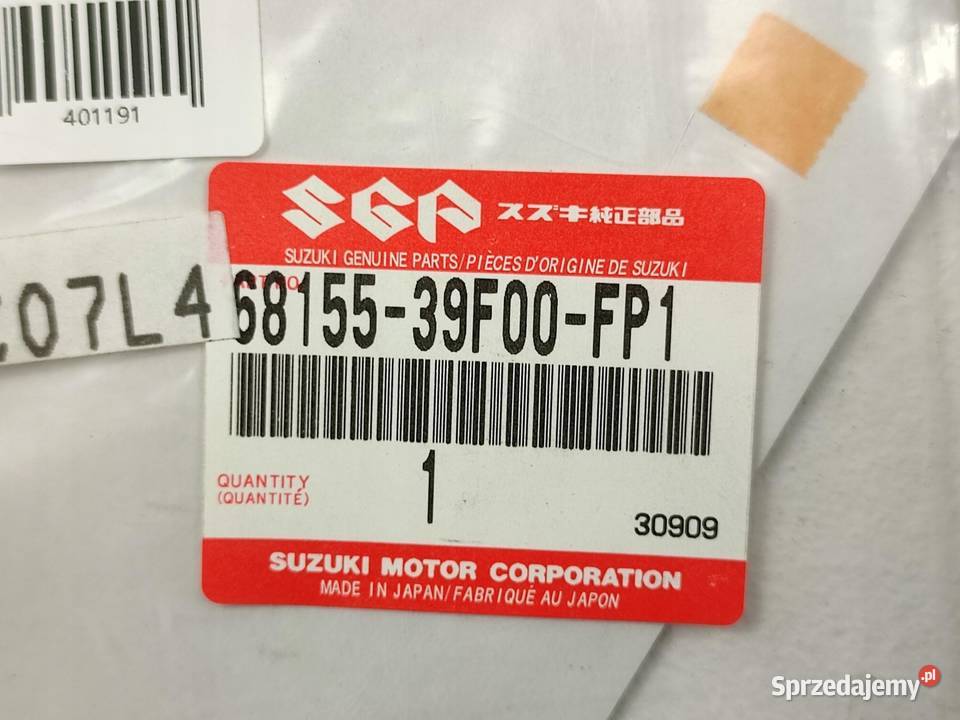 401191
SGP スズキ純正部品
SUZUKI GENUINE PARTS/PIÈCES D'ORIGINE DE SUZUKI
07L4
68155-39F00-FP1
1
QUANTITY
(QUANTITÉ)
30909
SUZUKI MOTOR CORPORATION
MADE IN JAPAN/FABRIQUÉ AU JAPON
Sprzedajemy.pl